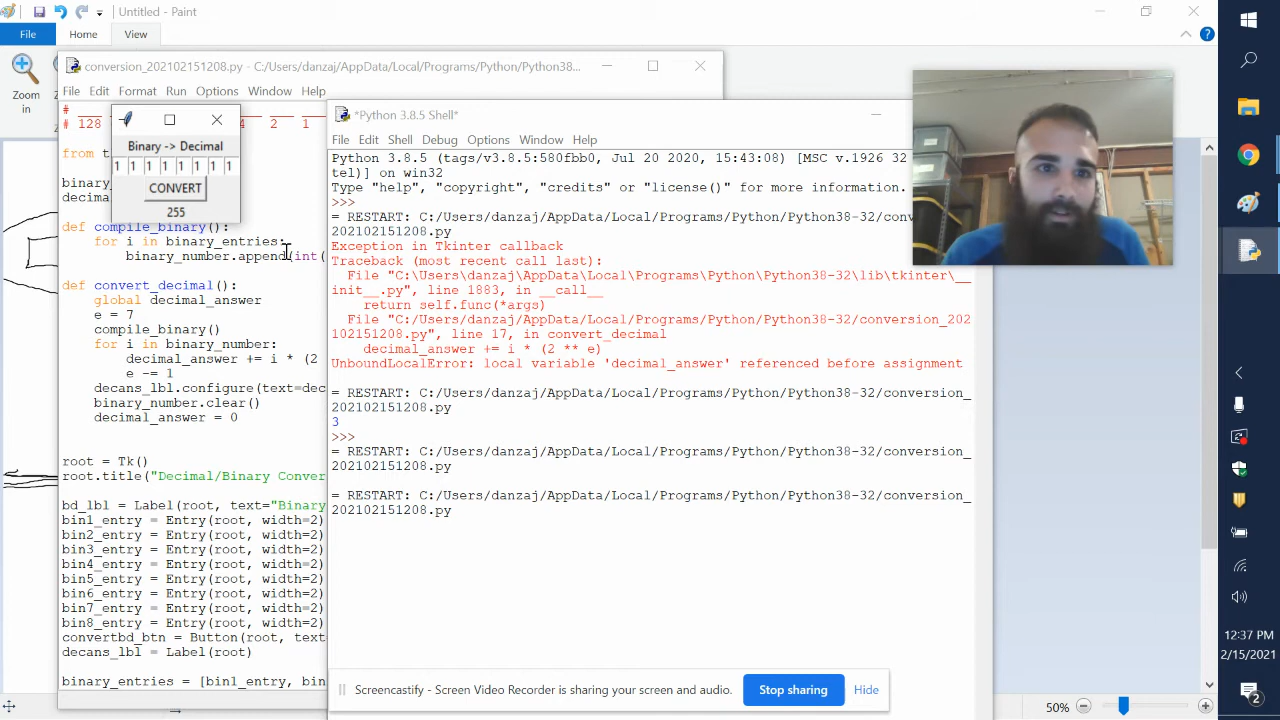 Untitled - Paint
File
Home
View
Zoom
in
conversion_202102151208.py - C:/Users/danzaj/AppData/Local/Programs/Python/Python38...
File Edit Format Run Options Window Help
#
# 128 4 2 1
from t
binary
decima
def compile_binary():
for i in binary_entries:
binary_number.append(int(
def convert_decimal():
global decimal_answer
e = 7
compile_binary()
for i in binary_number:
decimal_answer += i * (2
e -= 1
decans_lbl.configure(text=dec
binary_number.clear()
decimal_answer = 0
root = Tk()
root.title("Decimal/Binary Conver
bd_lbl = Label(root, text="Binary
bin1_entry = Entry(root, width=2)
bin2_entry = Entry(root, width=2)
bin3_entry = Entry(root, width=2)
bin4_entry = Entry(root, width=2)
bin5_entry = Entry(root, width=2)
bin6_entry = Entry(root, width=2)
bin7_entry = Entry(root, width=2)
bin8_entry = Entry(root, width=2)
convertbd_btn = Button(root, text
decans_lbl = Label(root)
binary_entries = [bin1_entry, bin
Binary -> Decimal
1 1 1 1 1 1 1 1
CONVERT
255
*Python 3.8.5 Shell*
File Edit Shell Debug Options Window Help
Python 3.8.5 (tags/v3.8.5:580fbb0, Jul 20 2020, 15:43:08) [MSC v.1926 32
tel)] on win32
Type "help", "copyright", "credits" or "license()" for more information.
>>>
= RESTART: C:/Users/danzaj/AppData/Local/Programs/Python/Python38-32/conv
.py
Exception in Tkinter callback
Traceback (most recent call last):
File "C:\Users\danzaj\AppData\Local\Programs\Python\Python38-32\lib\tkinter\__
init__.py", line 1883, in __call__
return self.func(*args)
File "C:/Users/danzaj/AppData/Local/Programs/Python/Python38-32/conversion_202
102151208.py", line 17, in convert_decimal
decimal_answer += i * (2 ** e)
UnboundLocalError: local variable 'decimal_answer' referenced before assignment
= RESTART: C:/Users/danzaj/AppData/Local/Programs/Python/Python38-32/conversion_
202102151208.py
3
>>>
= RESTART: C:/Users/danzaj/AppData/Local/Programs/Python/Python38-32/conversion_
202102151208.py
= RESTART: C:/Users/danzaj/AppData/Local/Programs/Python/Python38-32/conversion_
202102151208.py
Screencastify - Screen Video Recorder is sharing your screen and audio.
Stop sharing
Hide
50%
12:37 PM
2/15/2021
2